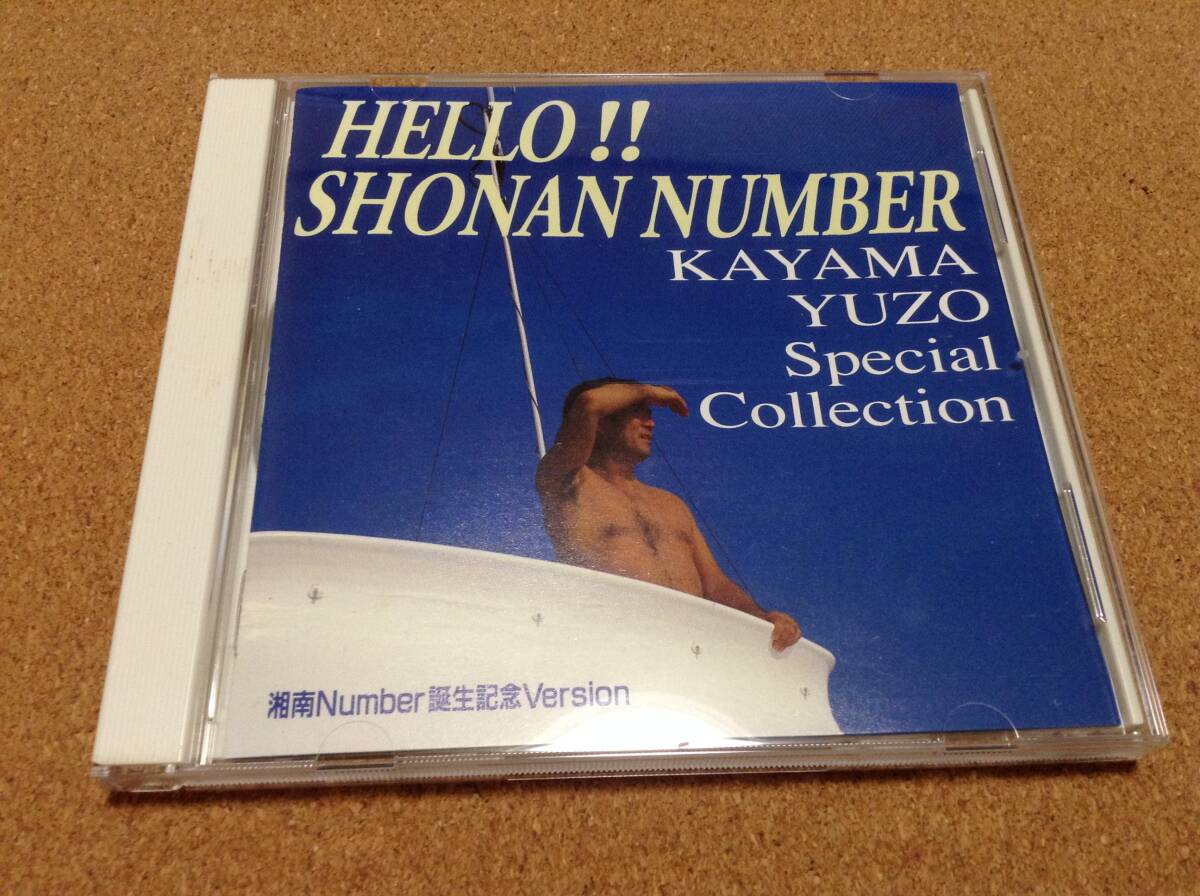 HELLO!!
SHONAN NUMBER
KAYAMA
YUZO
Special
Collection
湘南Number誕生記念Version